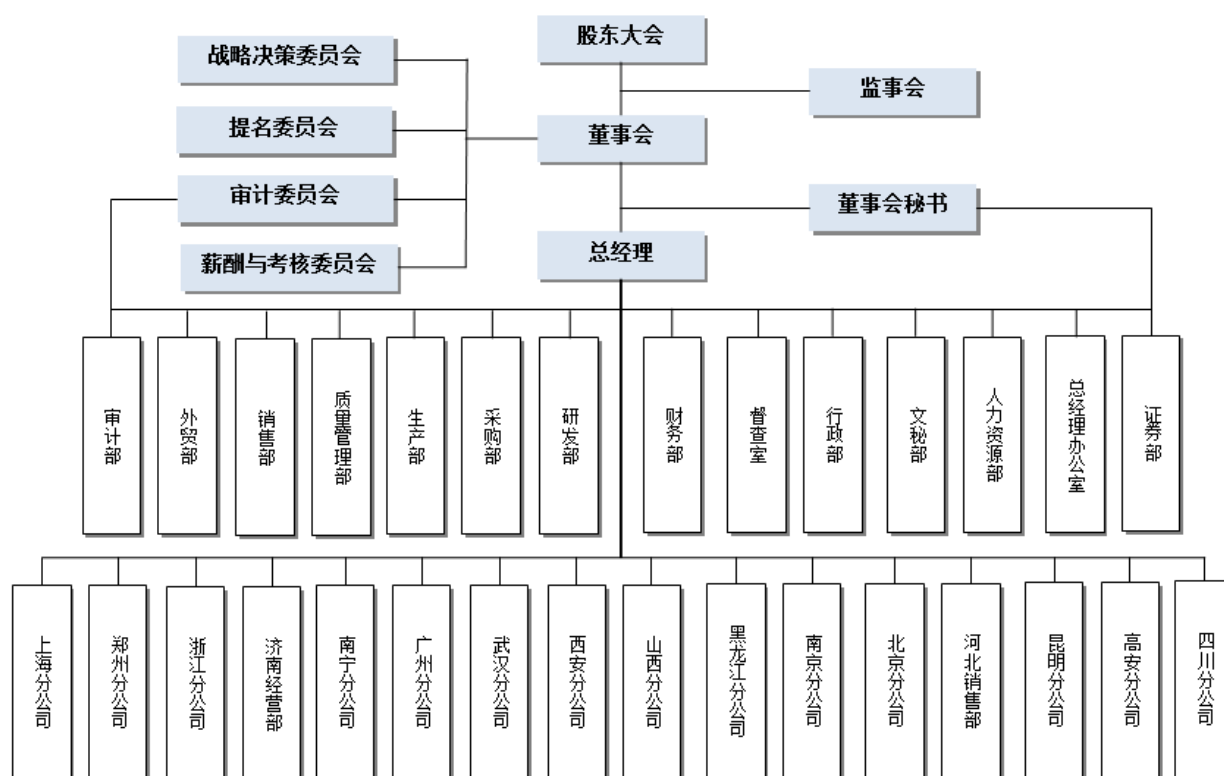 股东大会
战略决策委员会
监事会
提名委员会
董事会
审计委员会
董事会秘书
总经理
薪酬与考核委员会
审计部
外贸部
销售部
质量管理部
生产部
采购部
研发部
财务部
督查室
行政部
文秘部
人力资源部
总经理办公室
证券部
上海分公司
郑州分公司
浙江分公司
济南经营部
南宁分公司
广州分公司
武汉分公司
西安分公司
山西分公司
黑龙江分公司
南京分公司
北京分公司
河北销售部
昆明分公司
高安分公司
四川分公司